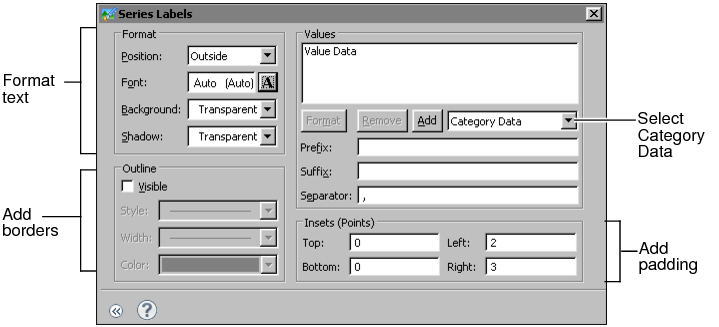 Series Labels
Format
Position: Outside
Font: Auto (Auto) A
Background: Transparent
Shadow: Transparent
Outline
Visible
Style:
Width:
Color:
Values
Value Data
Format Remove Add Category Data
Prefix:
Suffix:
Separator: ,
Insets (Points)
Top: 0 Left: 2
Bottom: 0 Right: 3
Format
text
Add
borders
Select
Category
Data
Add
padding
«
?